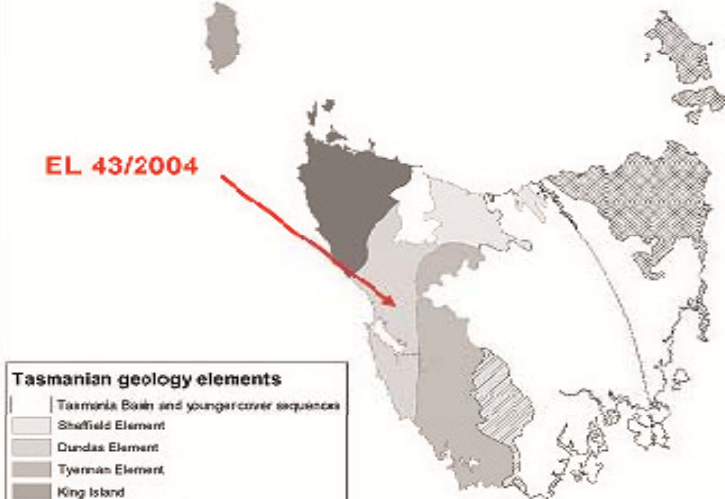 EL 43/2004
Tasmanian geology elements
Tasmania Basin and younger cover sequences
Sheffield Element
Dundas Element
Tyennan Element
King Island